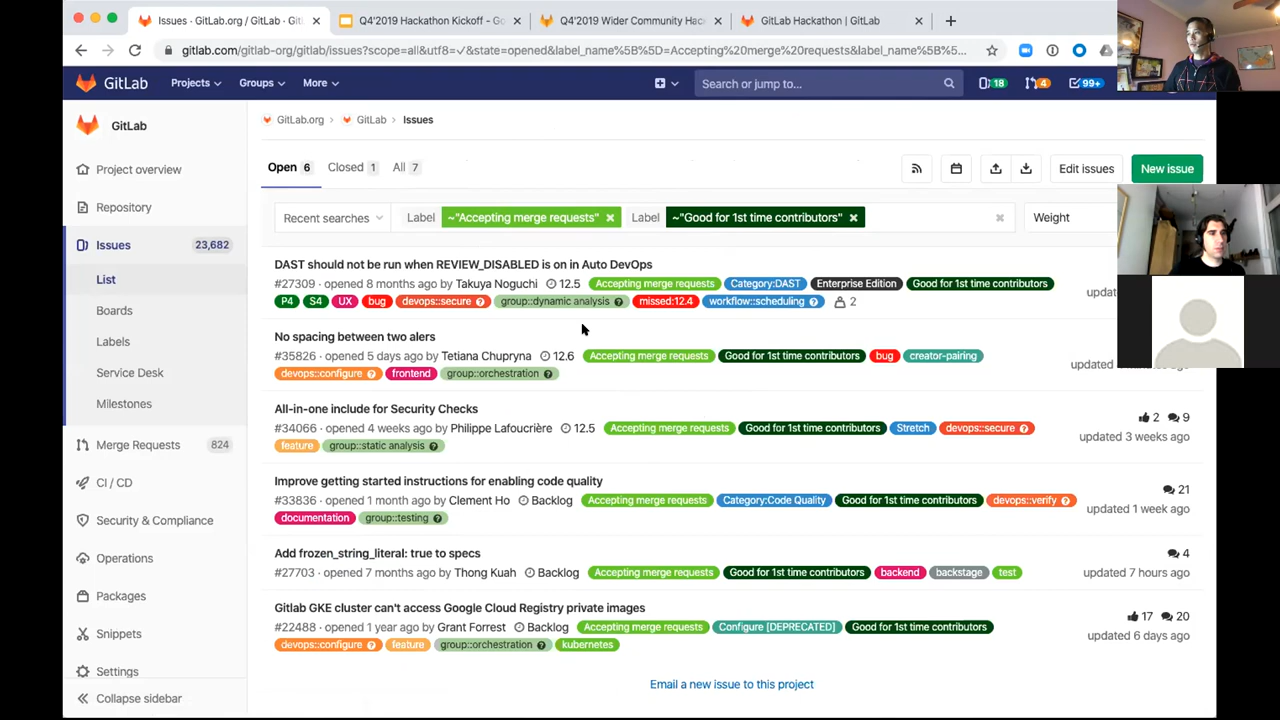 Issues · GitLab.org / GitLab · Git
Q4'2019 Hackathon Kickoff - Go
Q4'2019 Wider Community Hac
GitLab Hackathon | GitLab
gitlab.com/gitlab-org/gitlab/issues?scope=all&utf8=✓&state=opened&label_name%5B%5D=Accepting%20merge%20requests&label_name%5B%5...
GitLab Projects Groups More Search or jump to... 18 4 99+
GitLab
Project overview
Repository
Issues 23,682
List
Boards
Labels
Service Desk
Milestones
Merge Requests 824
CI / CD
Security & Compliance
Operations
Packages
Snippets
Settings
Collapse sidebar
GitLab.org > GitLab > Issues
Open 6 Closed 1 All 7 Edit issues New issue
Recent searches Label ~"Accepting merge requests" Label ~"Good for 1st time contributors" Weight
DAST should not be run when REVIEW_DISABLED is on in Auto DevOps
#27309 · opened 8 months ago by Takuya Noguchi 12.5 Accepting merge requests Category:DAST Enterprise Edition Good for 1st time contributors
P4 S4 UX bug devops::secure group::dynamic analysis missed:12.4 workflow::scheduling 2
No spacing between two alers
#35826 · opened 5 days ago by Tetiana Chupryna 12.6 Accepting merge requests Good for 1st time contributors bug creator-pairing
devops::configure frontend group::orchestration
All-in-one include for Security Checks
#34066 · opened 4 weeks ago by Philippe Lafoucrière 12.5 Accepting merge requests Good for 1st time contributors Stretch devops::secure
feature group::static analysis
2 9
updated 3 weeks ago
Improve getting started instructions for enabling code quality
#33836 · opened 1 month ago by Clement Ho Backlog Accepting merge requests Category:Code Quality Good for 1st time contributors devops::verify
documentation group::testing
21
updated 1 week ago
Add frozen_string_literal: true to specs
#27703 · opened 7 months ago by Thong Kuah Backlog Accepting merge requests Good for 1st time contributors backend backstage test
4
updated 7 hours ago
Gitlab GKE cluster can't access Google Cloud Registry private images
#22488 · opened 1 year ago by Grant Forrest Backlog Accepting merge requests Configure [DEPRECATED] Good for 1st time contributors
devops::configure feature group::orchestration kubernetes
17 20
updated 6 days ago
Email a new issue to this project